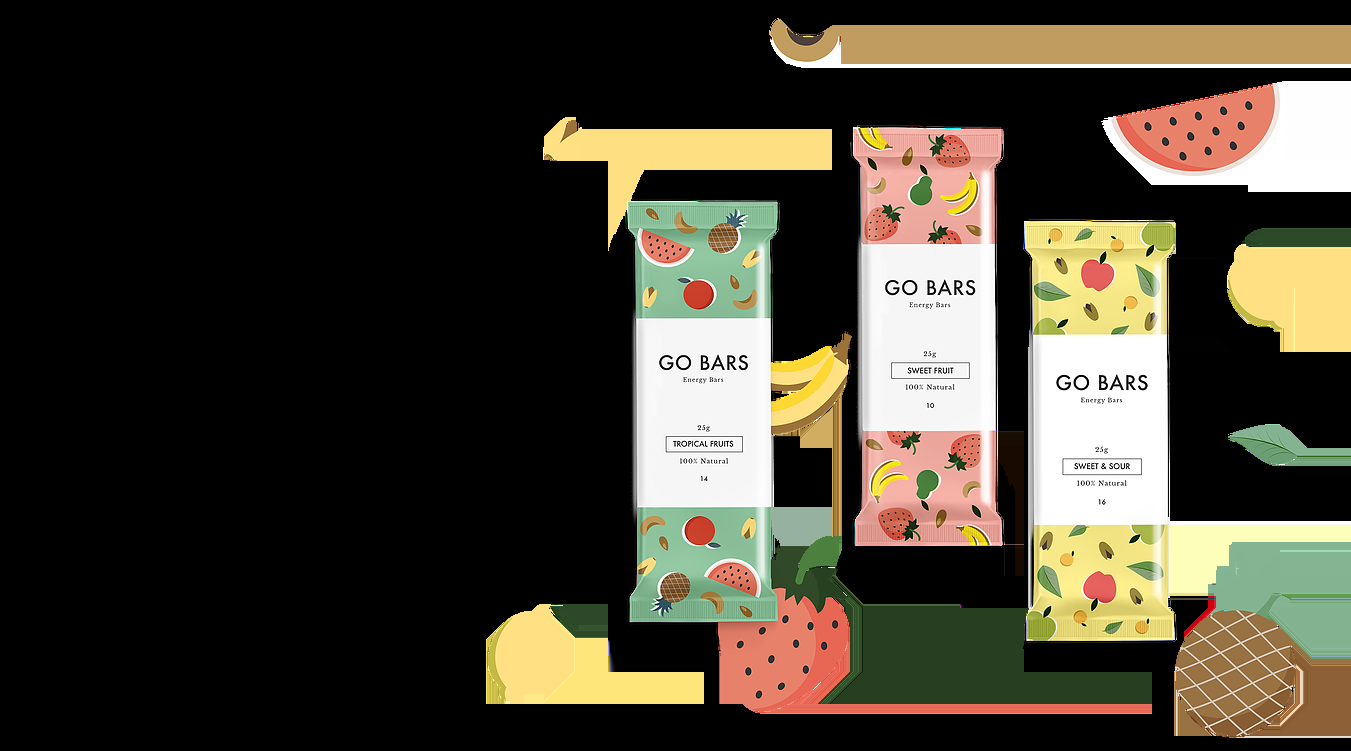 GO BARS
Energy Bars
25g
TROPICAL FRUITS
100% Natural
14
GO BARS
Energy Bars
25g
SWEET FRUIT
100% Natural
10
GO BARS
Energy Bars
25g
SWEET & SOUR
100% Natural
16